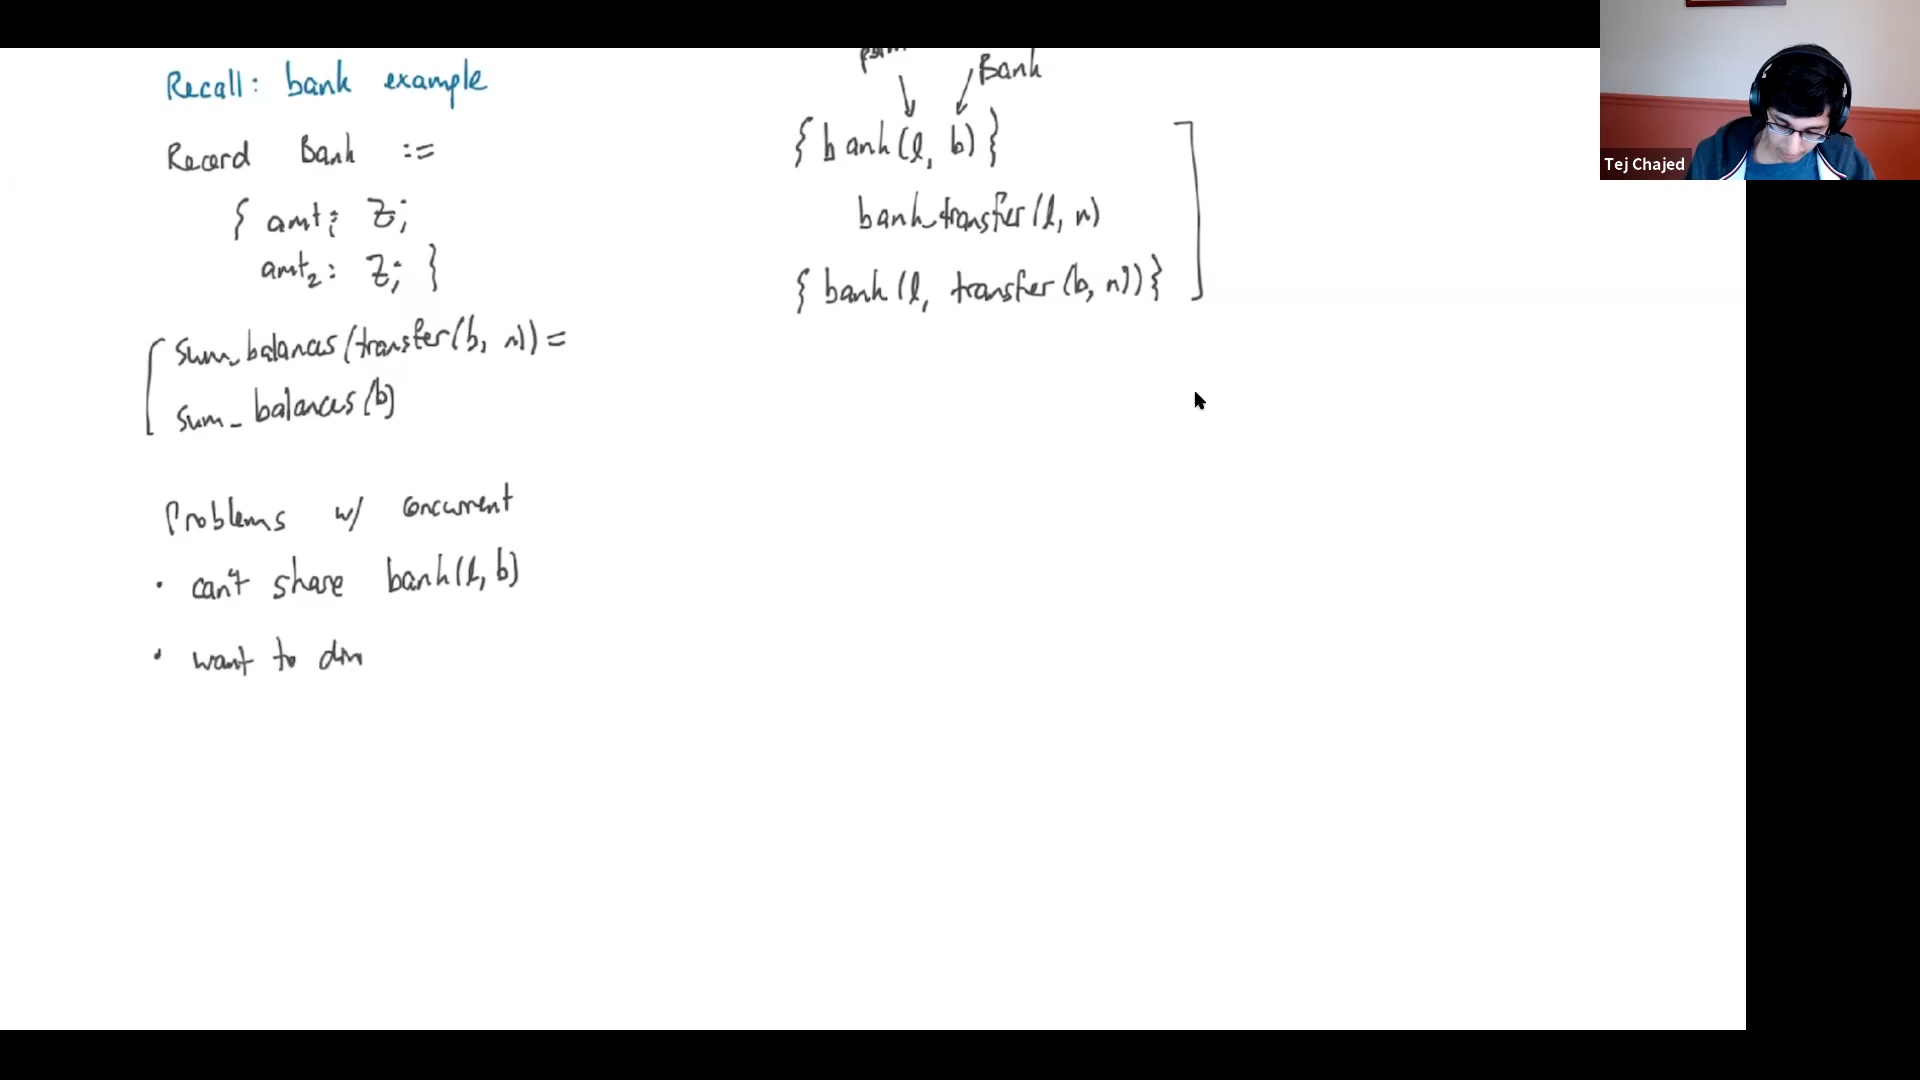 Recall: bank example
Record Bank :=
{ amt: Z;
amt2: Z; }
sum_balances(transfer(b, n)) =
sum_balances(b)
Problems w/ concurrent
• can't share bank(l, b)
• want to
Bank
{ bank(l, b) }
bank_transfer(l, n)
{ bank(l, transfer(b, n)) }
Tej Chajed